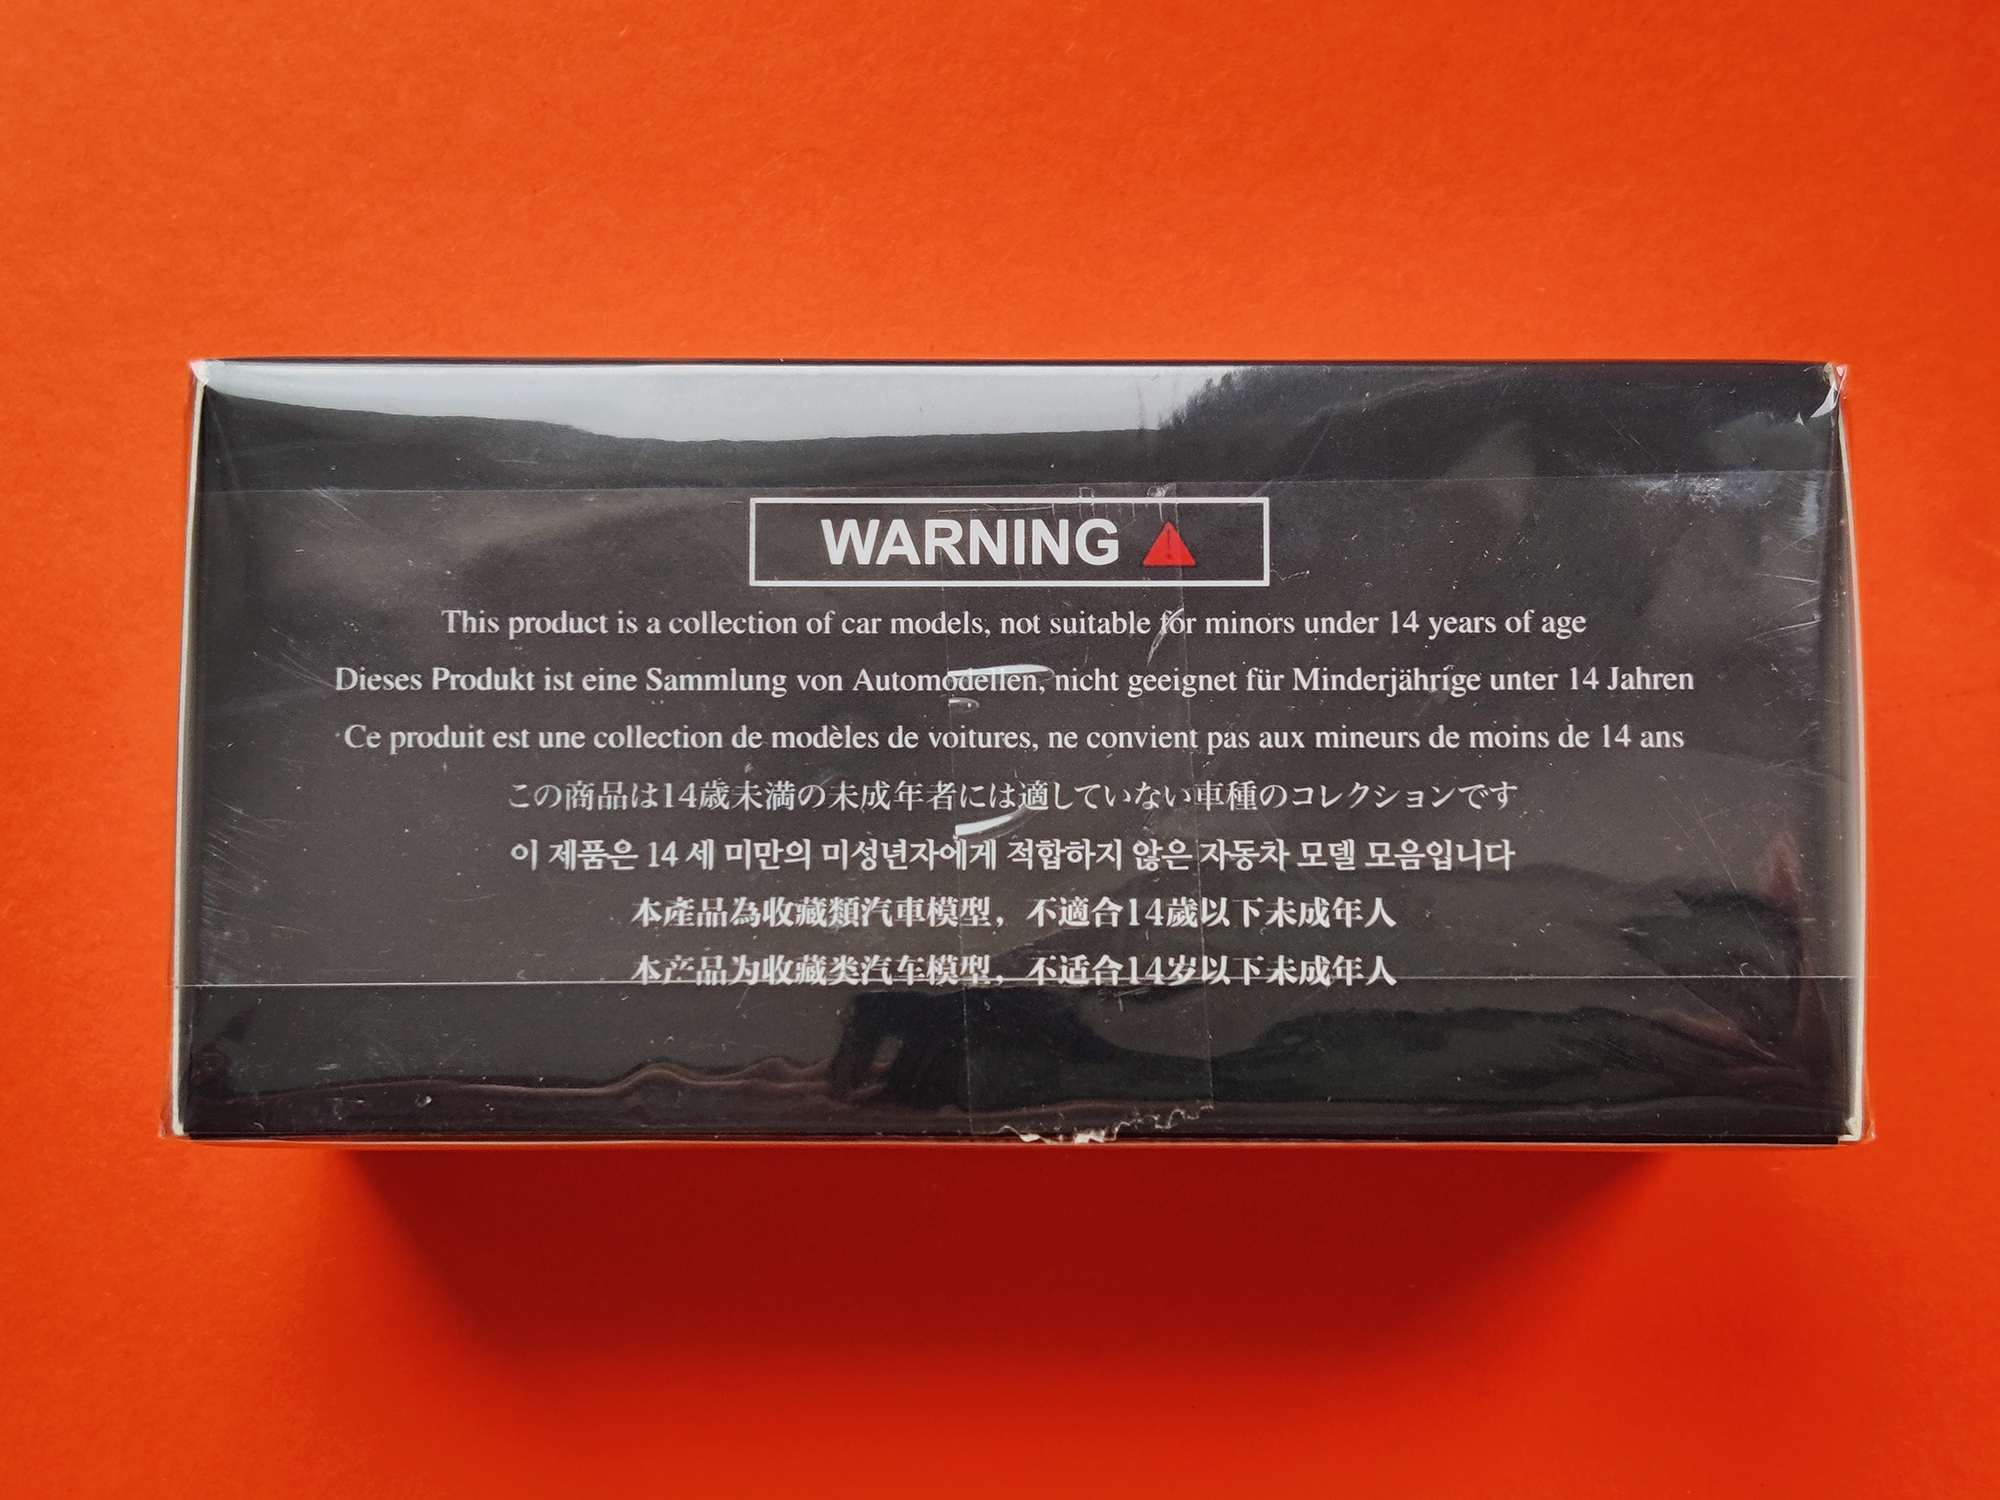 WARNING
This product is a collection of car models, not suitable for minors under 14 years of age
Dieses Produkt ist eine Sammlung von Automodellen, nicht geeignet für Minderjährige unter 14 Jahren
Ce produit est une collection de modèles de voitures, ne convient pas aux mineurs de moins de 14 ans
この商品は14歳未満の未成年者には適していない車種のコレクションです
이 제품은 14 세 미만의 미성년자에게 적합하지 않은 자동차 모델 모음입니다
本產品為收藏類汽車模型，不適合14歲以下未成年人
本产品为收藏类汽车模型，不适合14岁以下未成年人